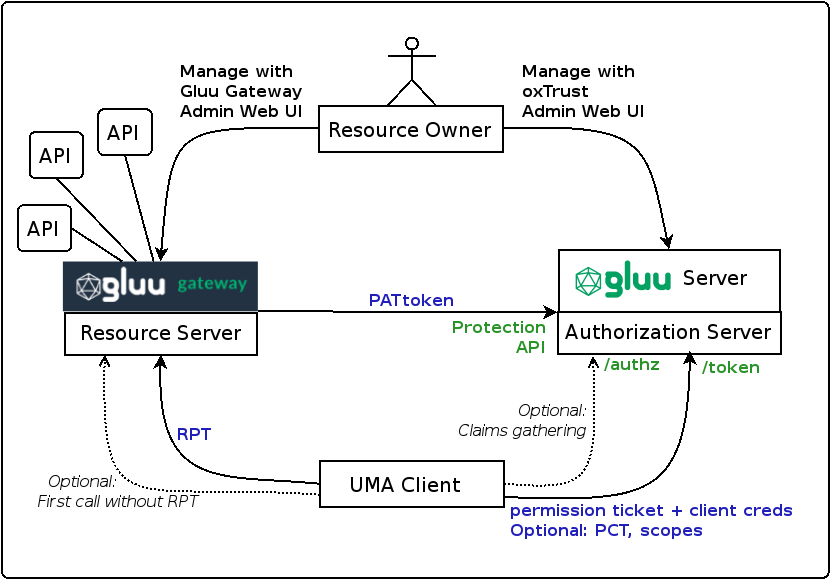 Manage with
Gluu Gateway
Admin Web UI
Manage with
oxTrust
Admin Web UI
Resource Owner
API
API
API
gluu gateway
Resource Server
gluu Server
Authorization Server
PATtoken
Protection
API
/authz
/token
RPT
Optional:
Claims gathering
Optional:
First call without RPT
UMA Client
permission ticket + client creds
Optional: PCT, scopes